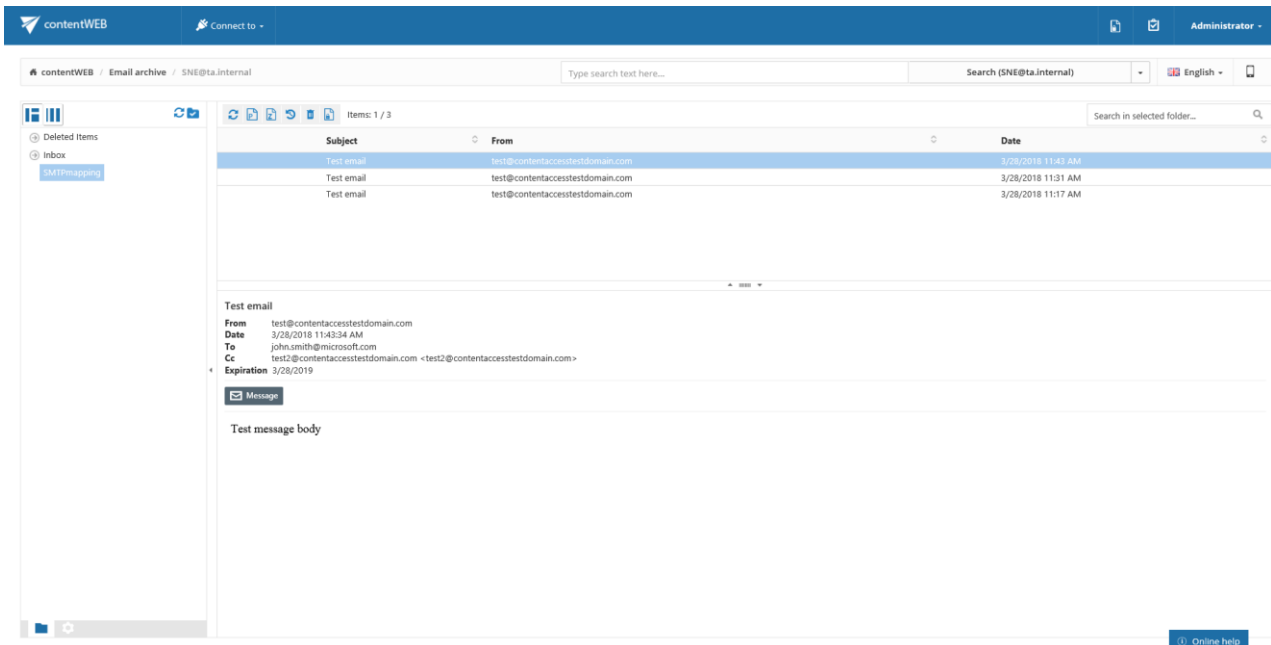 contentWEB Connect to Administrator
contentWEB / Email archive / SNE@ta.internal Type search text here... Search (SNE@ta.internal) English
Items: 1 / 3 Search in selected folder...
Deleted Items
Inbox
SMTPmapping
Subject From Date
Test email test@contentaccesstestdomain.com 3/28/2018 11:43 AM
Test email test@contentaccesstestdomain.com 3/28/2018 11:31 AM
Test email test@contentaccesstestdomain.com 3/28/2018 11:17 AM
Test email
From test@contentaccesstestdomain.com
Date 3/28/2018 11:43:34 AM
To john.smith@microsoft.com
Cc test2@contentaccesstestdomain.com <test2@contentaccesstestdomain.com>
Expiration 3/28/2019
Message
Test message body
Online help